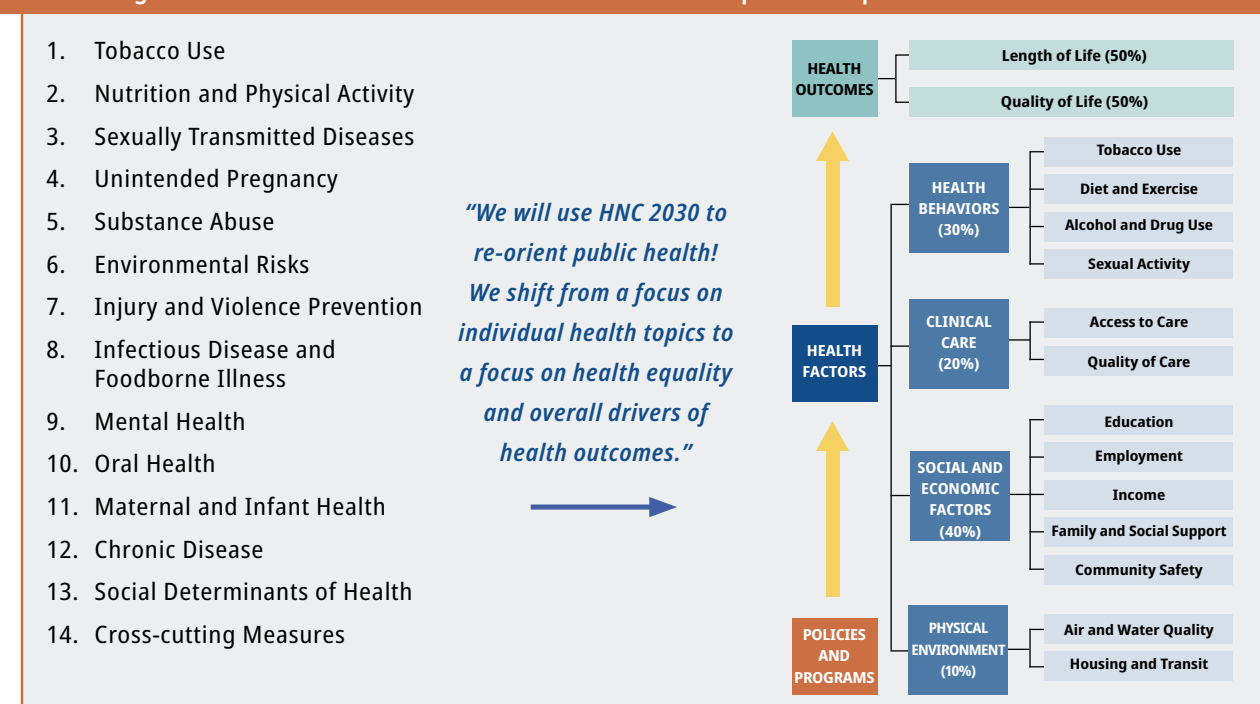 1. Tobacco Use
2. Nutrition and Physical Activity
3. Sexually Transmitted Diseases
4. Unintended Pregnancy
5. Substance Abuse
6. Environmental Risks
7. Injury and Violence Prevention
8. Infectious Disease and
Foodborne Illness
9. Mental Health
10. Oral Health
11. Maternal and Infant Health
12. Chronic Disease
13. Social Determinants of Health
14. Cross-cutting Measures
“We will use HNC 2030 to
re-orient public health!
We shift from a focus on
individual health topics to
a focus on health equality
and overall drivers of
health outcomes.”
HEALTH
OUTCOMES
Length of Life (50%)
Quality of Life (50%)
HEALTH
FACTORS
HEALTH
BEHAVIORS
(30%)
Tobacco Use
Diet and Exercise
Alcohol and Drug Use
Sexual Activity
CLINICAL
CARE
(20%)
Access to Care
Quality of Care
SOCIAL AND
ECONOMIC
FACTORS
(40%)
Education
Employment
Income
Family and Social Support
Community Safety
PHYSICAL
ENVIRONMENT
(10%)
Air and Water Quality
Housing and Transit
POLICIES
AND
PROGRAMS